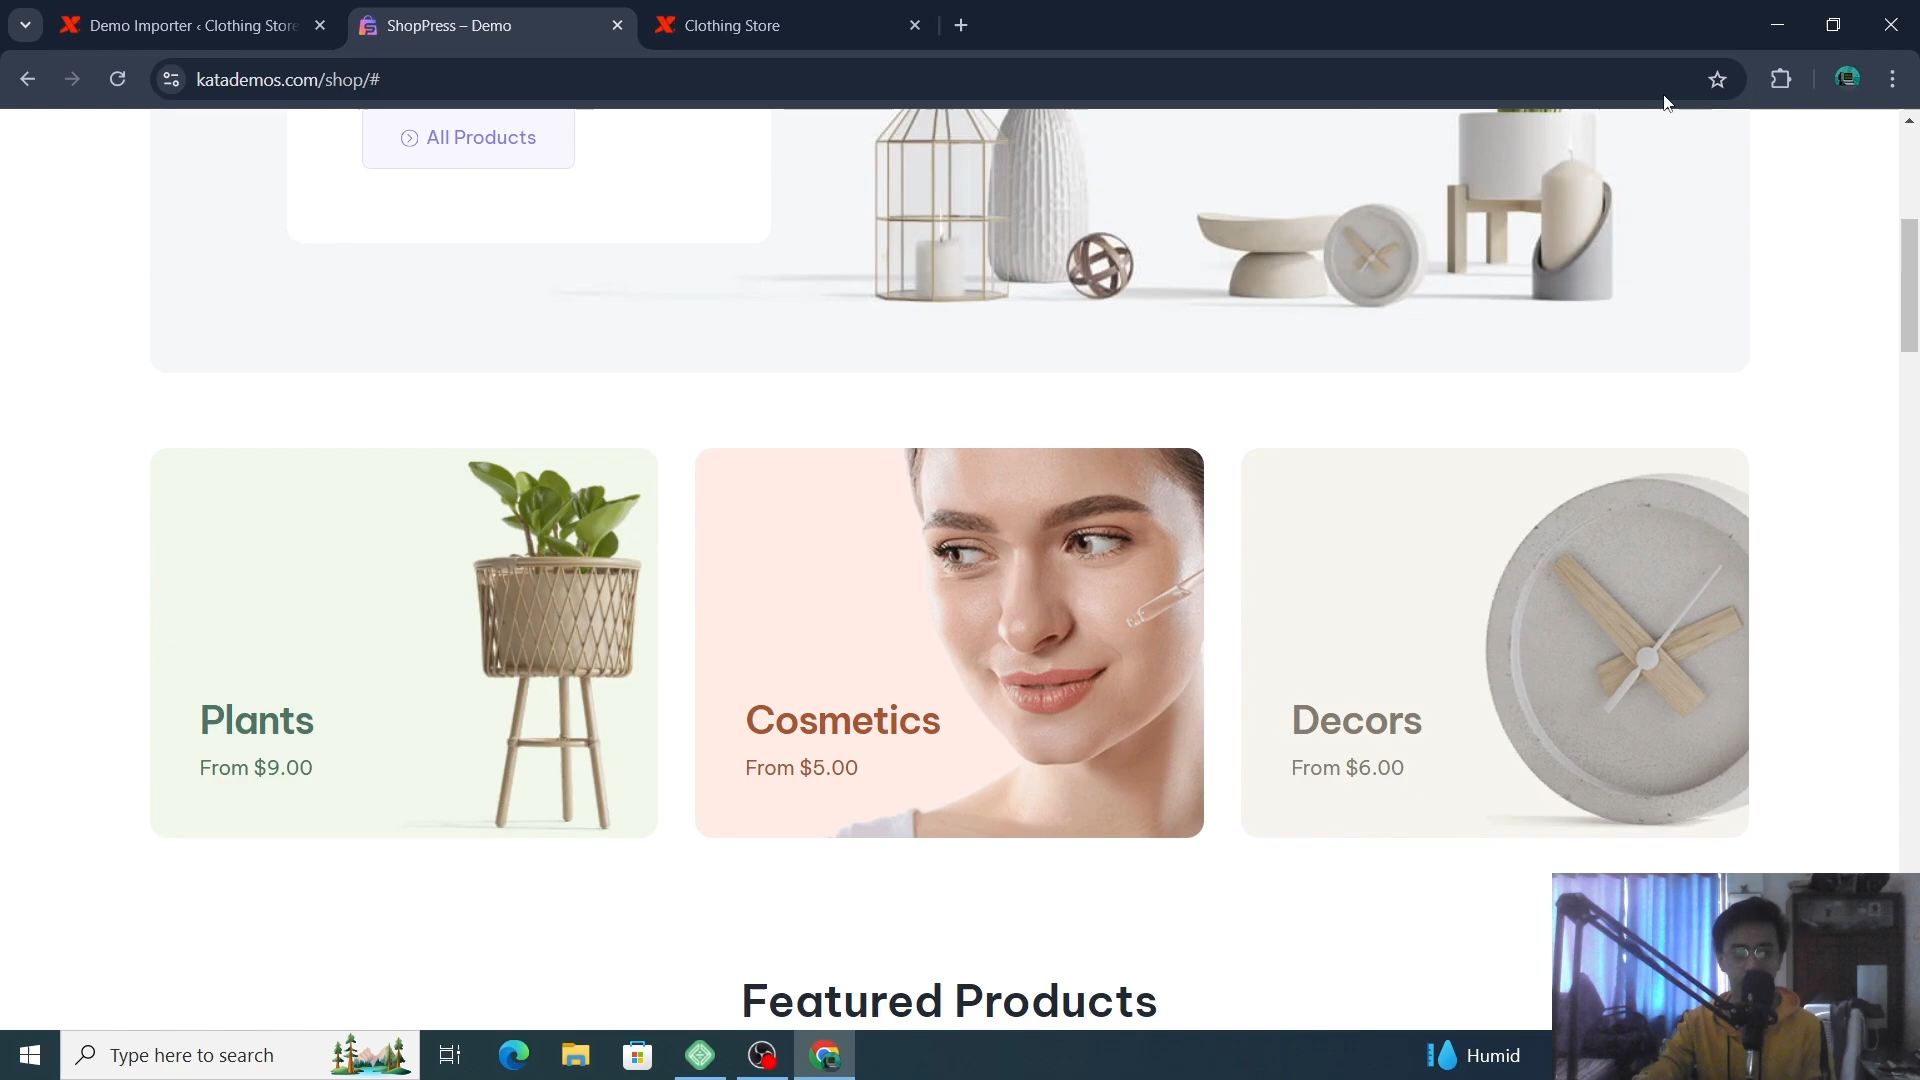 Demo Importer ‹ Clothing Store
ShopPress – Demo
Clothing Store
katademos.com/shop/#
All Products
Plants
From $9.00
Cosmetics
From $5.00
Decors
From $6.00
Featured Products
Type here to search
Humid